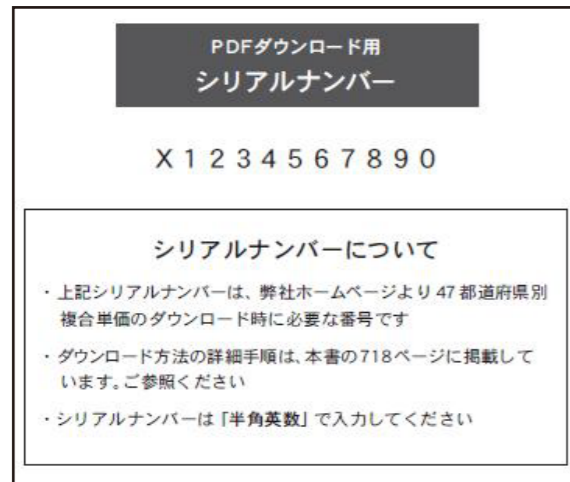 PDFダウンロード用
シリアルナンバー
X1234567890
シリアルナンバーについて
・上記シリアルナンバーは、弊社ホームページより47都道府県別
複合単価のダウンロード時に必要な番号です
・ダウンロード方法の詳細手順は、本書の718ページに掲載して
います。ご参照ください
・シリアルナンバーは「半角英数」で入力してください